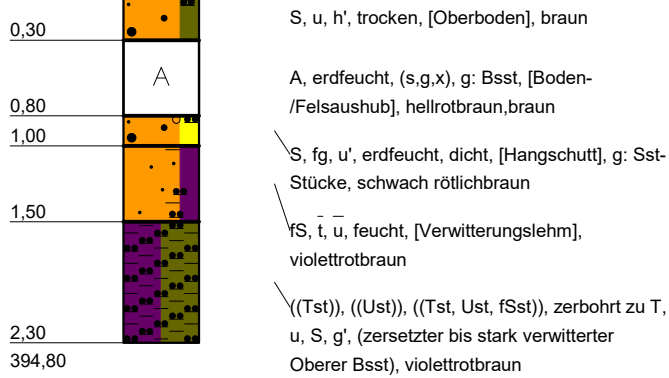 S, u, h', trocken, [Oberboden], braun
0,30
A
A, erdfeucht, (s,g,x), g: Bsst, [Boden-
/Felsaushub], hellrotbraun,braun
0,80
1,00
S, fg, u', erdfeucht, dicht, [Hangschutt], g: Sst-
Stücke, schwach rötlichbraun
1,50
fS, t̅, u̅, feucht, [Verwitterungslehm],
violettrotbraun
((Tst)), ((Ust)), ((Tst, Ust, fSst)), zerbohrt zu T,
u, S, g', (zersetzter bis stark verwitterter
Oberer Bsst), violettrotbraun
2,30
394,80